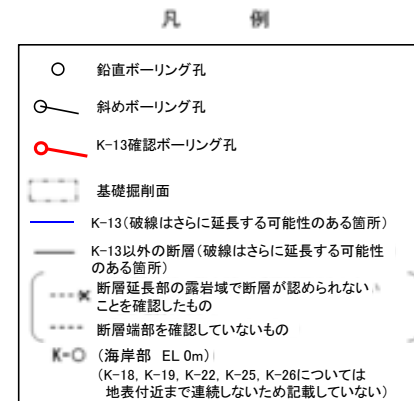 凡 例
鉛直ボーリング孔
斜めボーリング孔
K-13確認ボーリング孔
基礎掘削面
K-13(破線はさらに延長する可能性のある箇所)
K-13以外の断層(破線はさらに延長する可能性
のある箇所)
断層延長部の露岩域で断層が認められない
ことを確認したもの
断層端部を確認していないもの
K-○ (海岸部 EL 0m)
(K-18, K-19, K-22, K-25, K-26については
地表付近まで連続しないため記載していない)